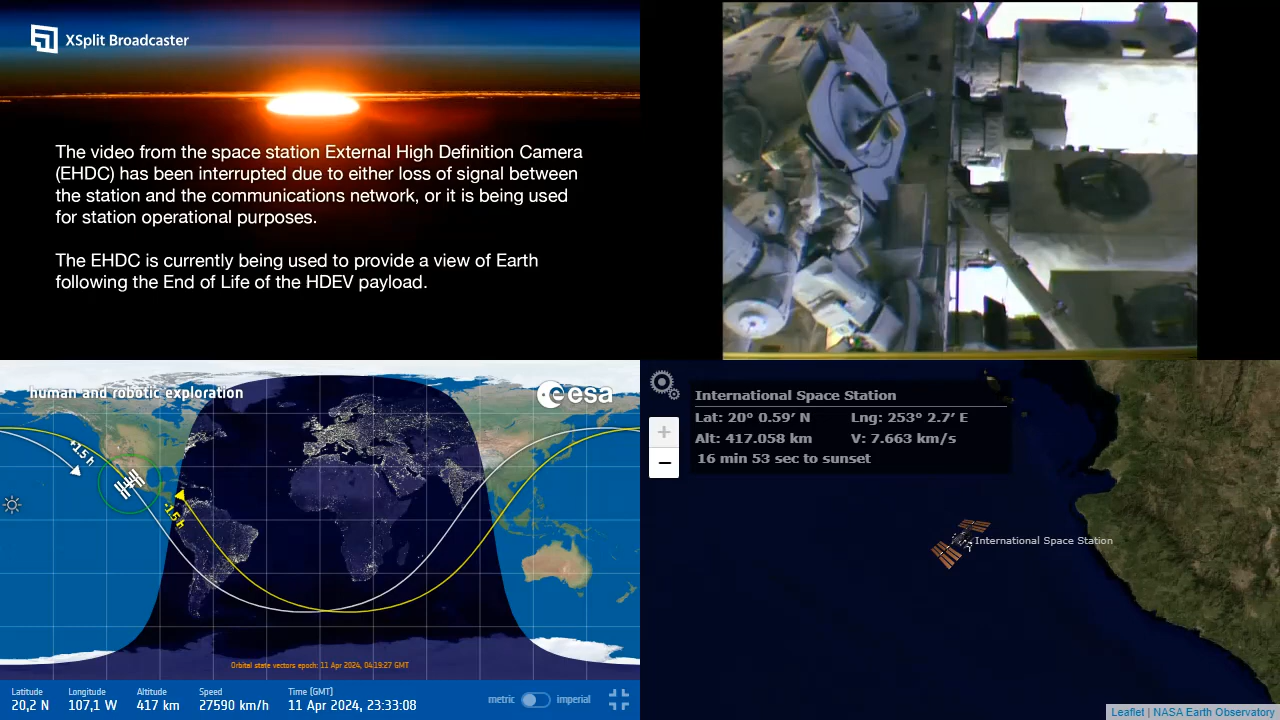 XSplit Broadcaster
The video from the space station External High Definition Camera
(EHDC) has been interrupted due to either loss of signal between
the station and the communications network, or it is being used
for station operational purposes.
The EHDC is currently being used to provide a view of Earth
following the End of Life of the HDEV payload.
human and robotic exploration
esa
+1.5 h
-1.5 h
Orbital state vectors epoch: 11 Apr 2024, 04:19:27 GMT
Latitude
20,2 N
Longitude
107,1 W
Altitude
417 km
Speed
27590 km/h
Time (GMT)
11 Apr 2024, 23:33:08
metric
imperial
International Space Station
Lat: 20° 0.59′ N
Lng: 253° 2.7′ E
Alt: 417.058 km
V: 7.663 km/s
16 min 53 sec to sunset
+
−
International Space Station
Leaflet | NASA Earth Observatory